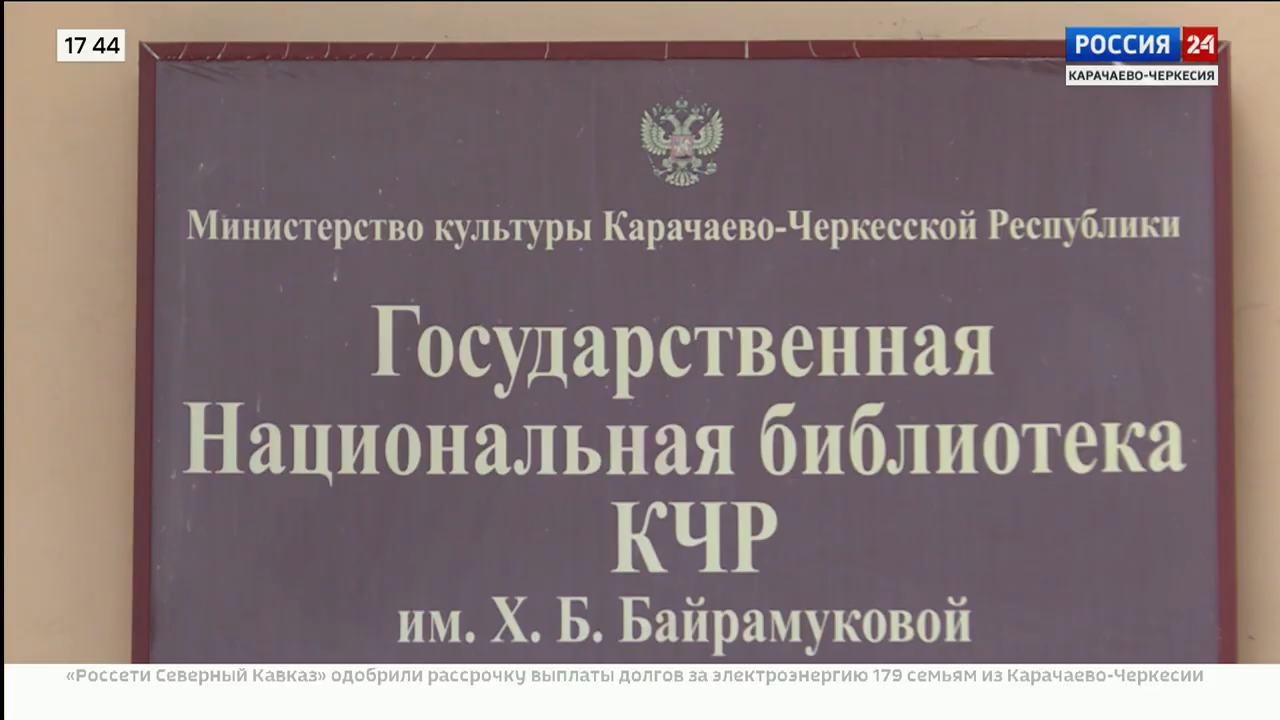 17 44
РОССИЯ 24
КАРАЧАЕВО-ЧЕРКЕСИЯ
Министерство культуры Карачаево-Черкесской Республики
Государственная
Национальная библиотека
КЧР
им. Х. Б. Байрамуковой
«Россети Северный Кавказ» одобрили рассрочку выплаты долгов за электроэнергию 179 семьям из Карачаево-Черкесии